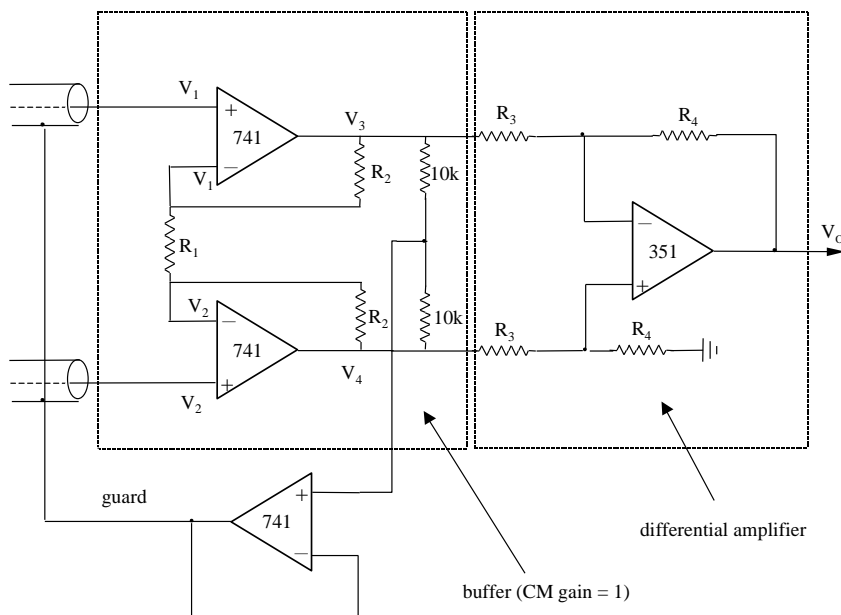 V1
+
741
−
V1
V3
R2
10k
R3
R4
R1
−
351
+
VO
V2
−
741
+
V2
R2
10k
V4
R3
R4
guard
+
741
−
differential amplifier
buffer (CM gain = 1)